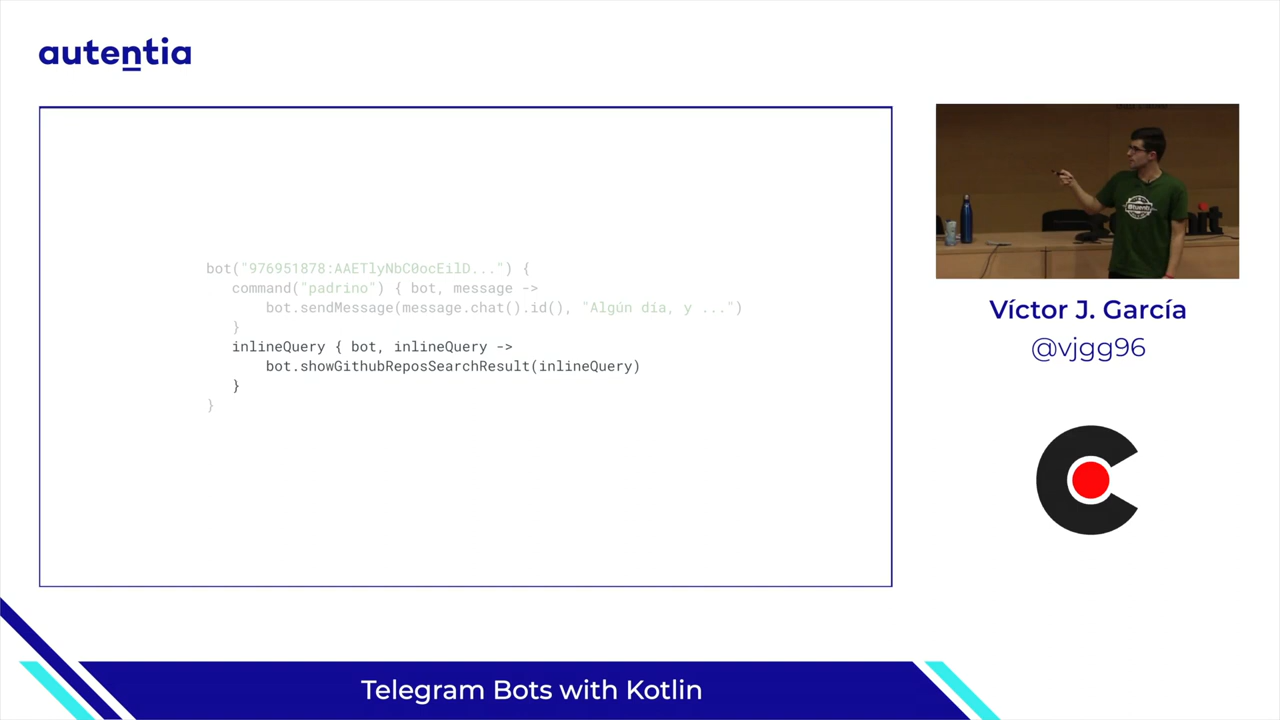 autentia
bot("976951878:AAETlyNbC0ocEilD...") {
command("padrino") { bot, message ->
bot.sendMessage(message.chat().id(), "Algún día, y ...")
}
inlineQuery { bot, inlineQuery ->
bot.showGithubReposSearchResult(inlineQuery)
}
}
Víctor J. García
@vjgg96
Telegram Bots with Kotlin